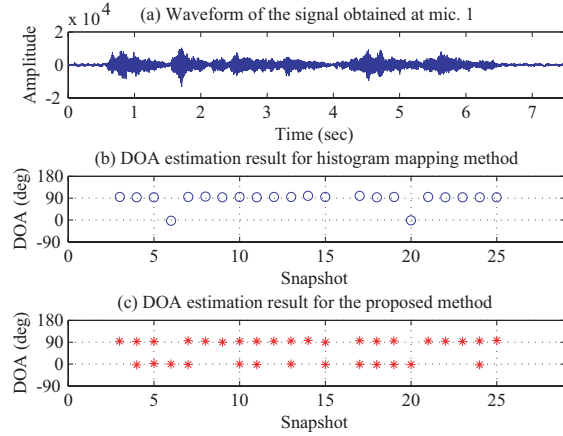 (a) Waveform of the signal obtained at mic. 1
x 10^4
2
0
-2
Amplitude
0 1 2 3 4 5 6 7
Time (sec)
(b) DOA estimation result for histogram mapping method
180
90
0
-90
DOA (deg)
0 5 10 15 20 25
Snapshot
(c) DOA estimation result for the proposed method
180
90
0
-90
DOA (deg)
0 5 10 15 20 25
Snapshot